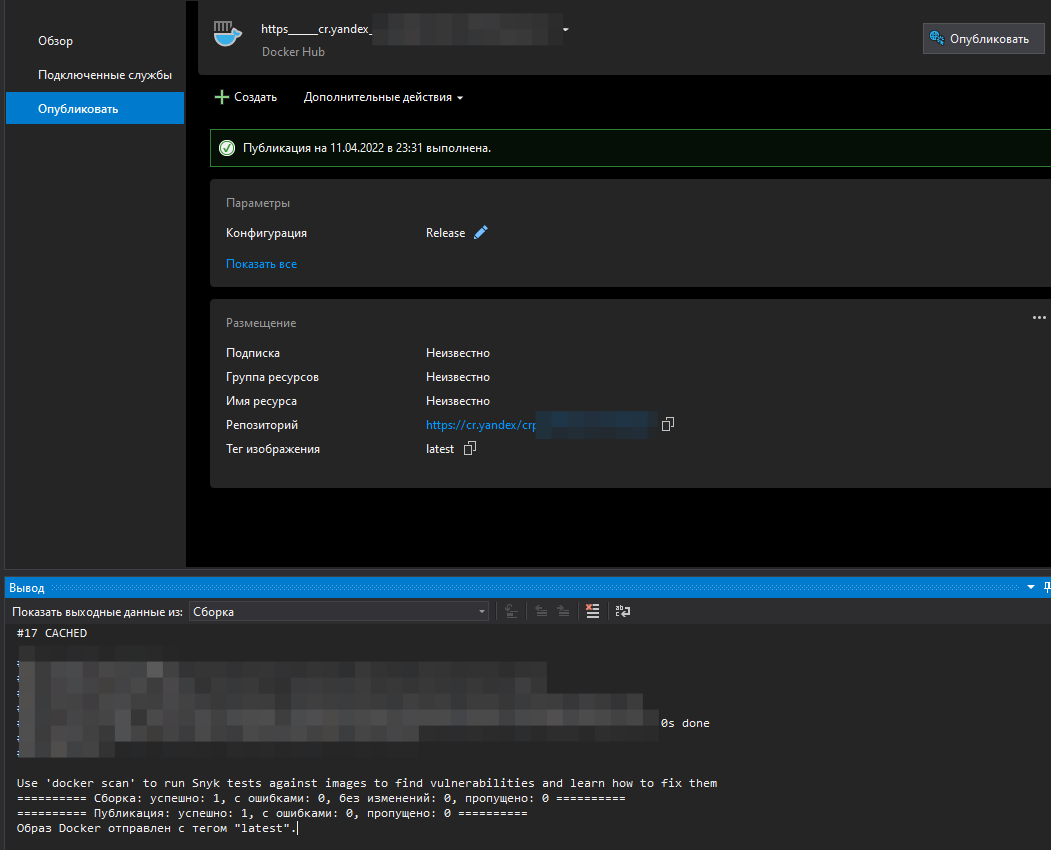 Обзор
Подключенные службы
Опубликовать
https_____cr.yandex_
Docker Hub
Опубликовать
Создать
Дополнительные действия
Публикация на 11.04.2022 в 23:31 выполнена.
Параметры
Конфигурация Release
Показать все
Размещение
Подписка Неизвестно
Группа ресурсов Неизвестно
Имя ресурса Неизвестно
Репозиторий https://cr.yandex/crp
Тег изображения latest
Вывод
Показать выходные данные из: Сборка
#17 CACHED
0s done
Use 'docker scan' to run Snyk tests against images to find vulnerabilities and learn how to fix them
========== Сборка: успешно: 1, с ошибками: 0, без изменений: 0, пропущено: 0 ==========
========== Публикация: успешно: 1, с ошибками: 0, пропущено: 0 ==========
Образ Docker отправлен с тегом "latest".